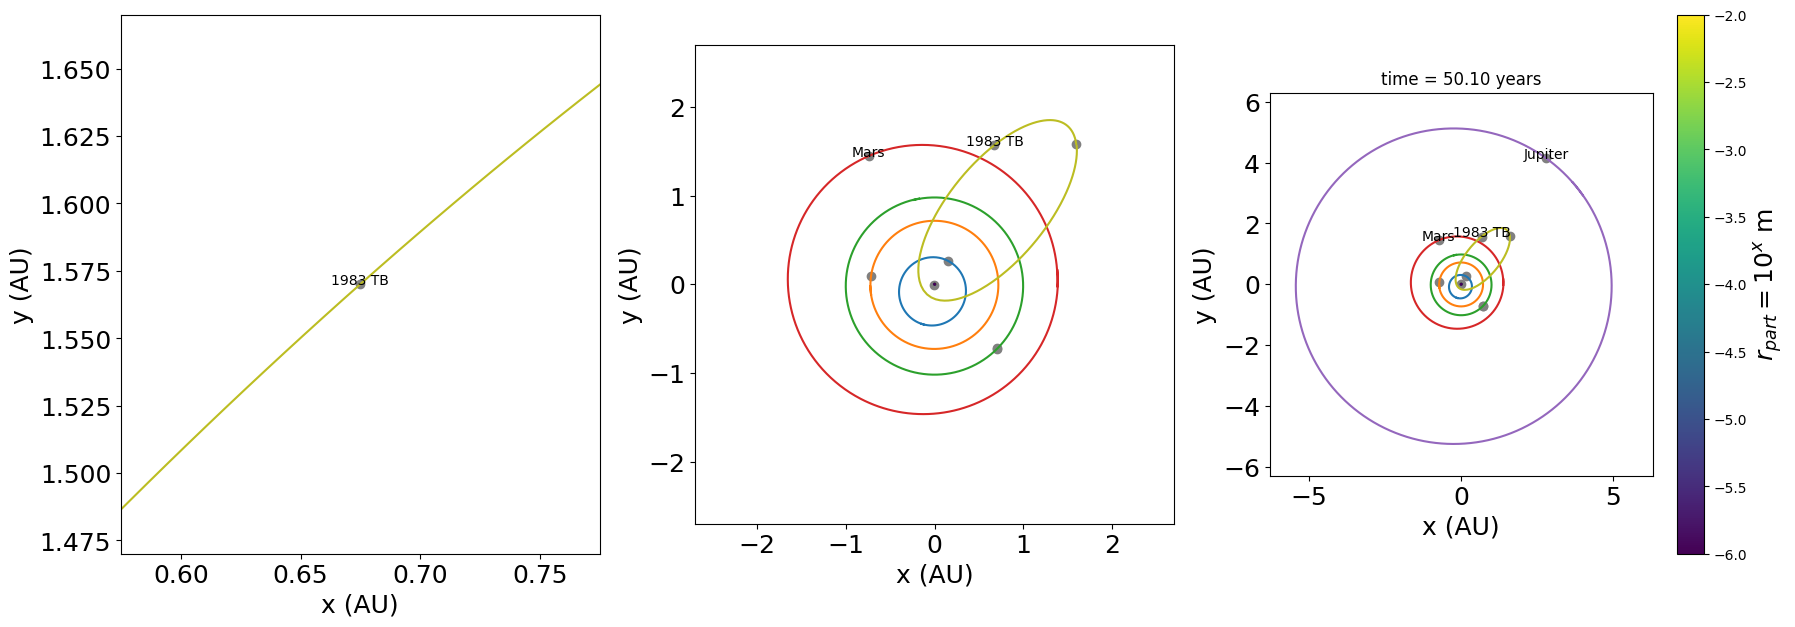 1.650
1.625
1.600
1.575
1.550
1.525
1.500
1.475
y (AU)
1983 TB
0.60 0.65 0.70 0.75
x (AU)
2
1
0
−1
−2
y (AU)
Mars
1983 TB
−2 −1 0 1 2
x (AU)
time = 50.10 years
6
4
2
0
−2
−4
−6
y (AU)
Jupiter
Mars
1983 TB
−5 0 5
x (AU)
−2.0
−2.5
−3.0
−3.5
−4.0
−4.5
−5.0
−5.5
−6.0
r_part = 10^x m